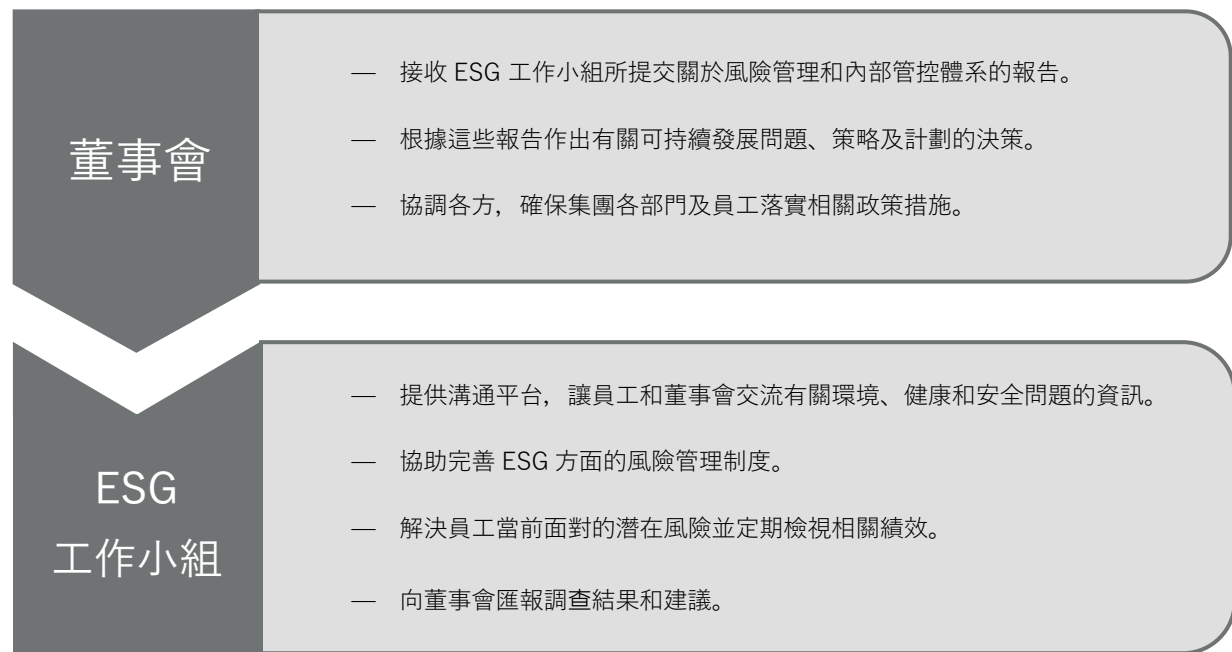 董事會
— 接收 ESG 工作小組所提交關於風險管理和內部管控體系的報告。
— 根據這些報告作出有關可持續發展問題、策略及計劃的決策。
— 協調各方，確保集團各部門及員工落實相關政策措施。
ESG
工作小組
— 提供溝通平台，讓員工和董事會交流有關環境、健康和安全問題的資訊。
— 協助完善 ESG 方面的風險管理制度。
— 解決員工當前面對的潛在風險並定期檢視相關績效。
— 向董事會匯報調查結果和建議。